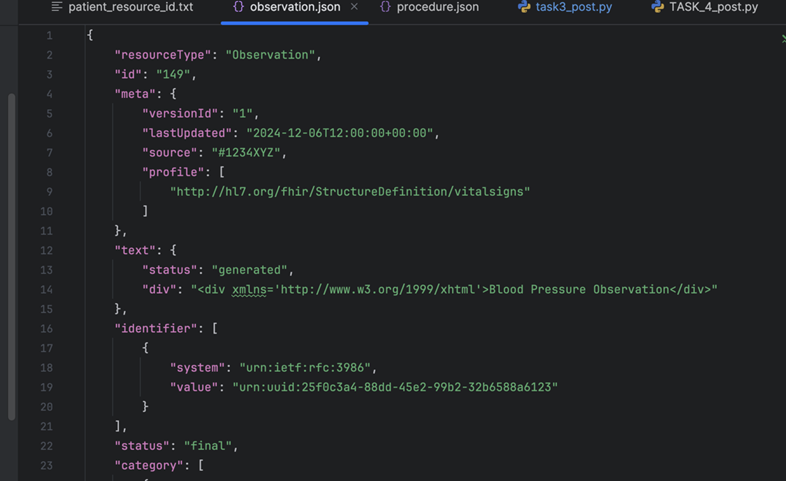 patient_resource_id.txt {} observation.json × {} procedure.json task3_post.py TASK_4_post.py
1 {
2 "resourceType": "Observation",
3 "id": "149",
4 "meta": {
5 "versionId": "1",
6 "lastUpdated": "2024-12-06T12:00:00+00:00",
7 "source": "#1234XYZ",
8 "profile": [
9 "http://hl7.org/fhir/StructureDefinition/vitalsigns"
10 ]
11 },
12 "text": {
13 "status": "generated",
14 "div": "<div xmlns='http://www.w3.org/1999/xhtml'>Blood Pressure Observation</div>"
15 },
16 "identifier": [
17 {
18 "system": "urn:ietf:rfc:3986",
19 "value": "urn:uuid:25f0c3a4-88dd-45e2-99b2-32b6588a6123"
20 }
21 ],
22 "status": "final",
23 "category": [